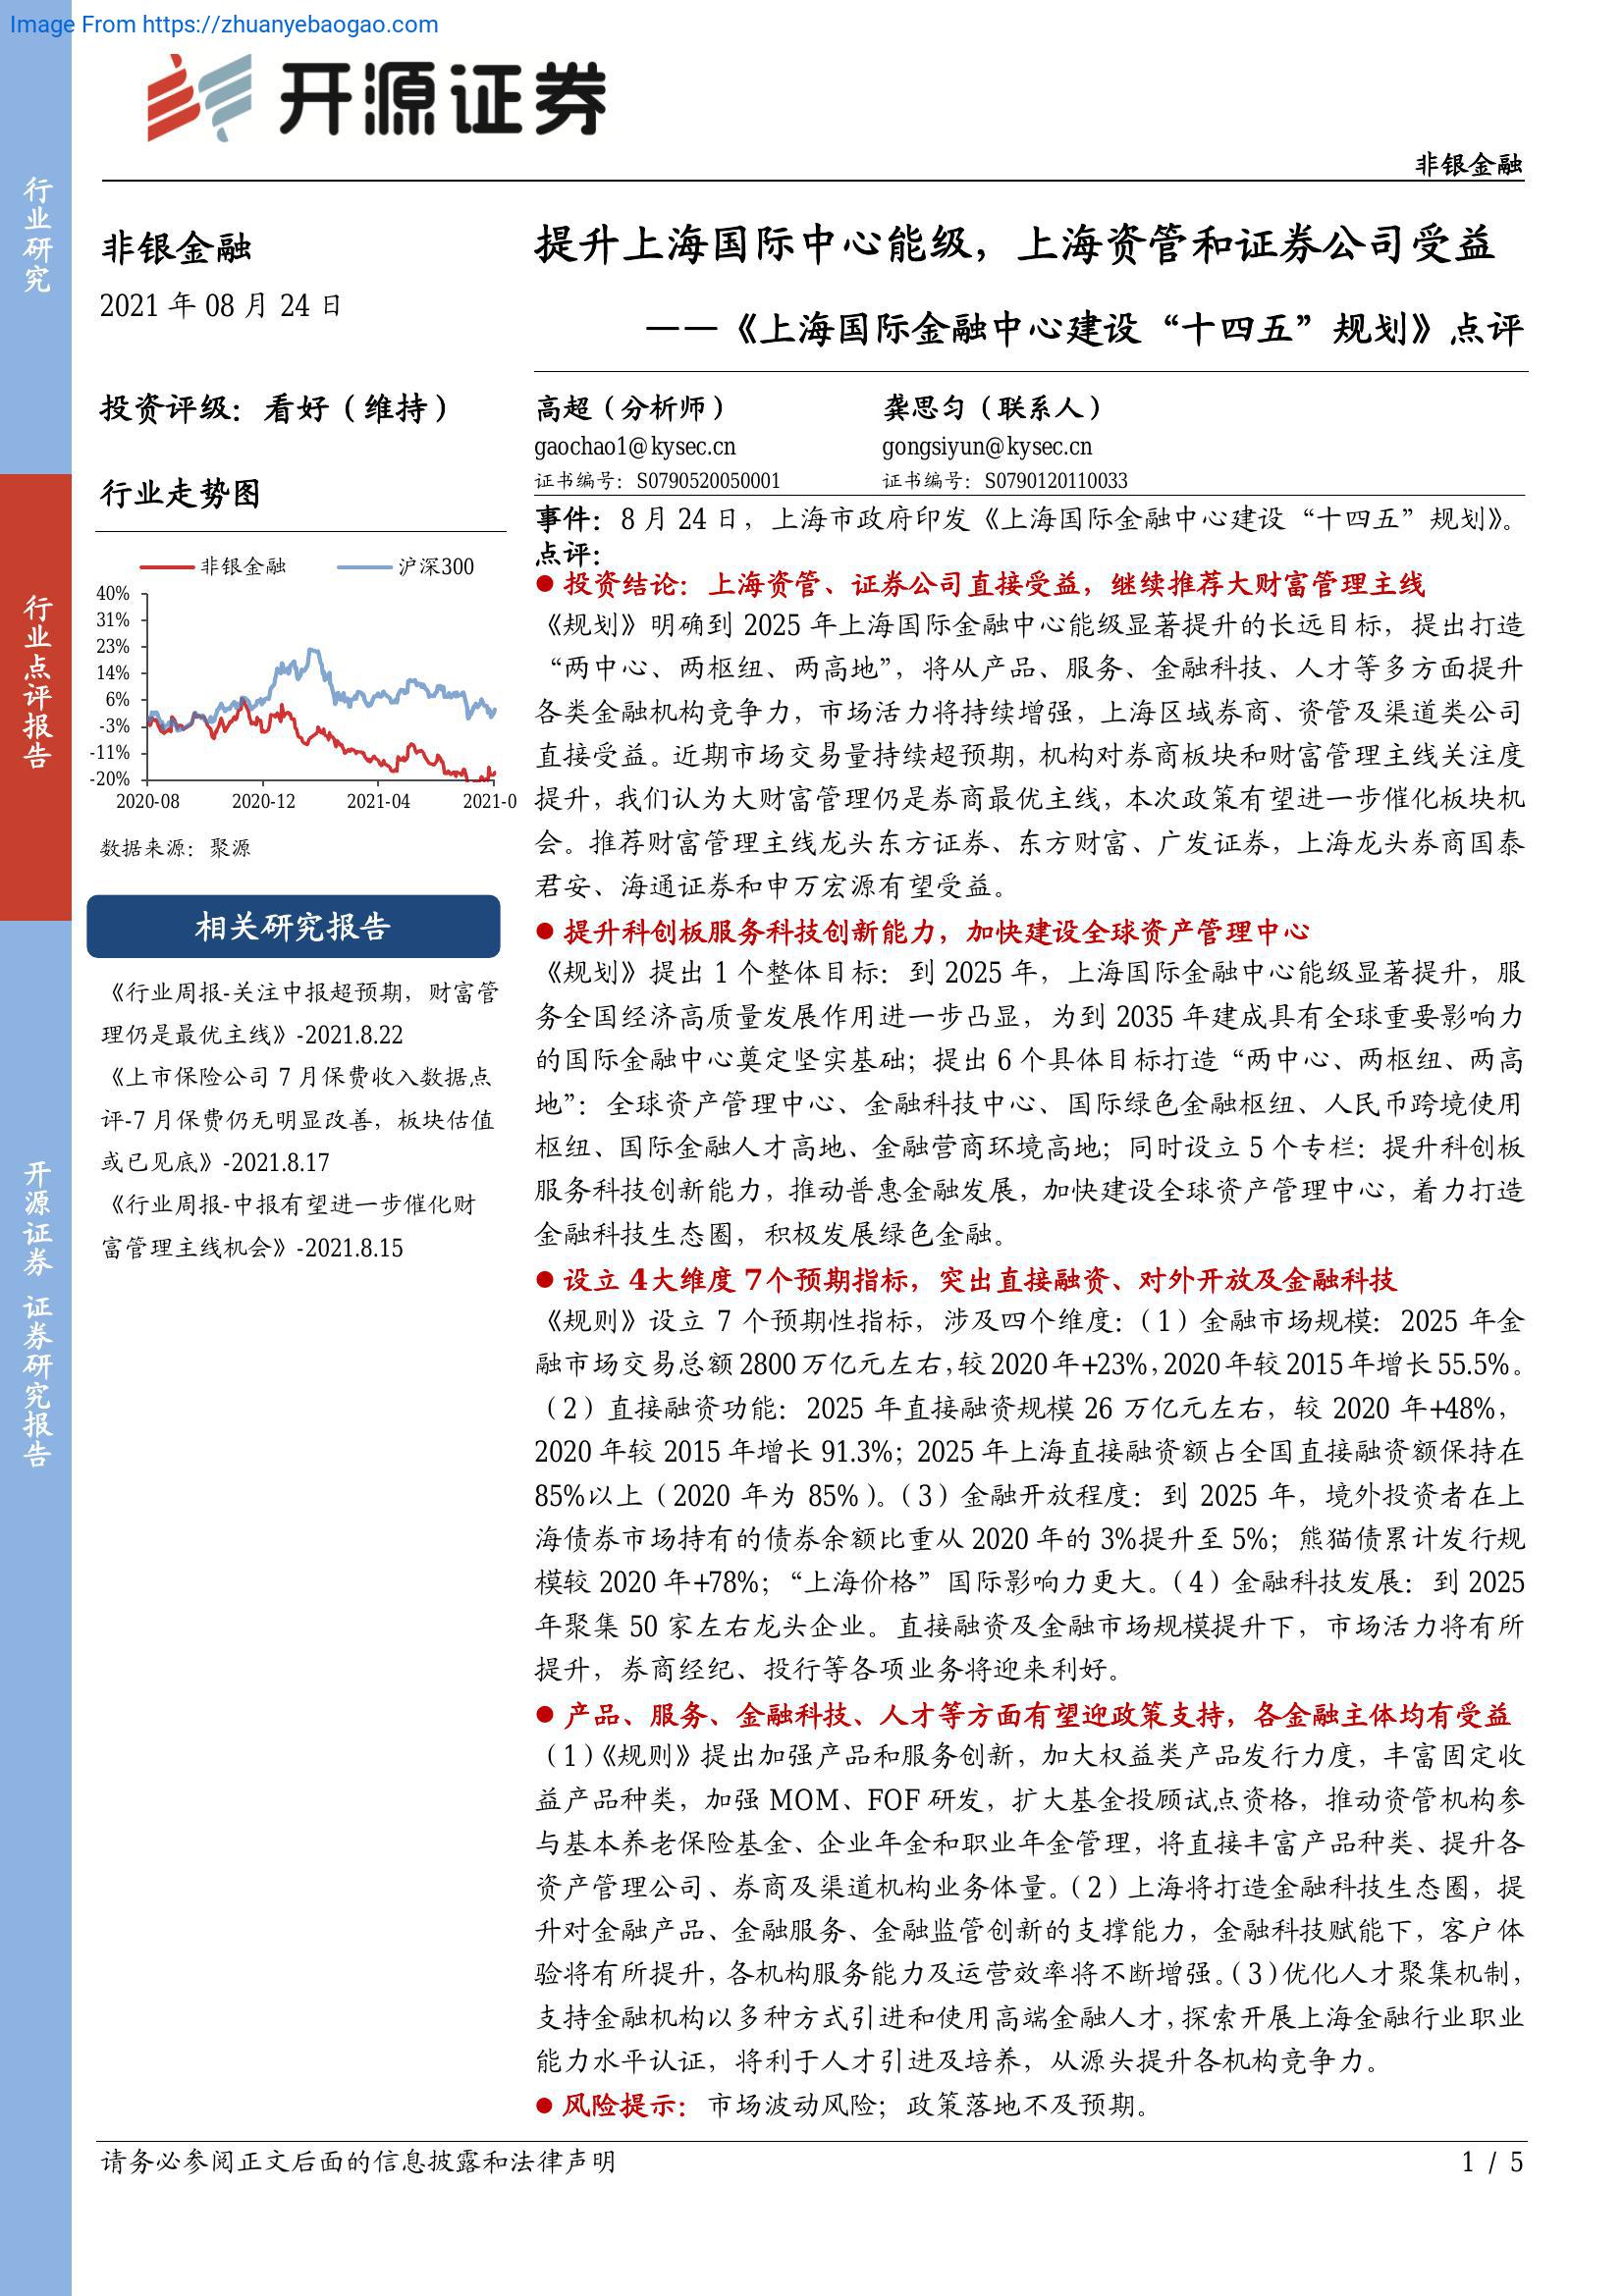 Image From https://zhuanyebaogao.com
开源证券
非银金融
行业研究
行业点评报告
开源证券 证券研究报告
非银金融
2021 年 08 月 24 日
投资评级：看好（维持）
行业走势图
非银金融 沪深300
40%
31%
23%
14%
6%
-3%
-11%
-20%
2020-08 2020-12 2021-04 2021-0
数据来源：聚源
相关研究报告
《行业周报-关注中报超预期，财富管
理仍是最优主线》-2021.8.22
《上市保险公司 7 月保费收入数据点
评-7 月保费仍无明显改善，板块估值
或已见底》-2021.8.17
《行业周报-中报有望进一步催化财
富管理主线机会》-2021.8.15
提升上海国际中心能级，上海资管和证券公司受益
——《上海国际金融中心建设“十四五”规划》点评
高超（分析师） 龚思匀（联系人）
gaochao1@kysec.cn gongsiyun@kysec.cn
证书编号：S0790520050001 证书编号：S0790120110033
事件：8 月 24 日，上海市政府印发《上海国际金融中心建设“十四五”规划》。
点评：
● 投资结论：上海资管、证券公司直接受益，继续推荐大财富管理主线
《规划》明确到 2025 年上海国际金融中心能级显著提升的长远目标，提出打造
“两中心、两枢纽、两高地”，将从产品、服务、金融科技、人才等多方面提升
各类金融机构竞争力，市场活力将持续增强，上海区域券商、资管及渠道类公司
直接受益。近期市场交易量持续超预期，机构对券商板块和财富管理主线关注度
提升，我们认为大财富管理仍是券商最优主线，本次政策有望进一步催化板块机
会。推荐财富管理主线龙头东方证券、东方财富、广发证券，上海龙头券商国泰
君安、海通证券和申万宏源有望受益。
● 提升科创板服务科技创新能力，加快建设全球资产管理中心
《规划》提出 1 个整体目标：到 2025 年，上海国际金融中心能级显著提升，服
务全国经济高质量发展作用进一步凸显，为到 2035 年建成具有全球重要影响力
的国际金融中心奠定坚实基础；提出 6 个具体目标打造“两中心、两枢纽、两高
地”：全球资产管理中心、金融科技中心、国际绿色金融枢纽、人民币跨境使用
枢纽、国际金融人才高地、金融营商环境高地；同时设立 5 个专栏：提升科创板
服务科技创新能力，推动普惠金融发展，加快建设全球资产管理中心，着力打造
金融科技生态圈，积极发展绿色金融。
● 设立 4大维度 7个预期指标，突出直接融资、对外开放及金融科技
《规则》设立 7 个预期性指标，涉及四个维度：（1）金融市场规模：2025 年金
融市场交易总额 2800 万亿元左右，较 2020 年+23%，2020 年较 2015 年增长 55.5%。
（2）直接融资功能：2025 年直接融资规模 26 万亿元左右，较 2020 年+48%，
2020 年较 2015 年增长 91.3%；2025 年上海直接融资额占全国直接融资额保持在
85%以上（2020 年为 85%）。（3）金融开放程度：到 2025 年，境外投资者在上
海债券市场持有的债券余额比重从 2020 年的 3%提升至 5%；熊猫债累计发行规
模较 2020 年+78%；“上海价格”国际影响力更大。（4）金融科技发展：到 2025
年聚集 50 家左右龙头企业。直接融资及金融市场规模提升下，市场活力将有所
提升，券商经纪、投行等各项业务将迎来利好。
● 产品、服务、金融科技、人才等方面有望迎政策支持，各金融主体均有受益
（1）《规则》提出加强产品和服务创新，加大权益类产品发行力度，丰富固定收
益产品种类，加强 MOM、FOF 研发，扩大基金投顾试点资格，推动资管机构参
与基本养老保险基金、企业年金和职业年金管理，将直接丰富产品种类、提升各
资产管理公司、券商及渠道机构业务体量。（2）上海将打造金融科技生态圈，提
升对金融产品、金融服务、金融监管创新的支撑能力，金融科技赋能下，客户体
验将有所提升，各机构服务能力及运营效率将不断增强。（3）优化人才聚集机制，
支持金融机构以多种方式引进和使用高端金融人才，探索开展上海金融行业职业
能力水平认证，将利于人才引进及培养，从源头提升各机构竞争力。
● 风险提示：市场波动风险；政策落地不及预期。
请务必参阅正文后面的信息披露和法律声明 1 / 5